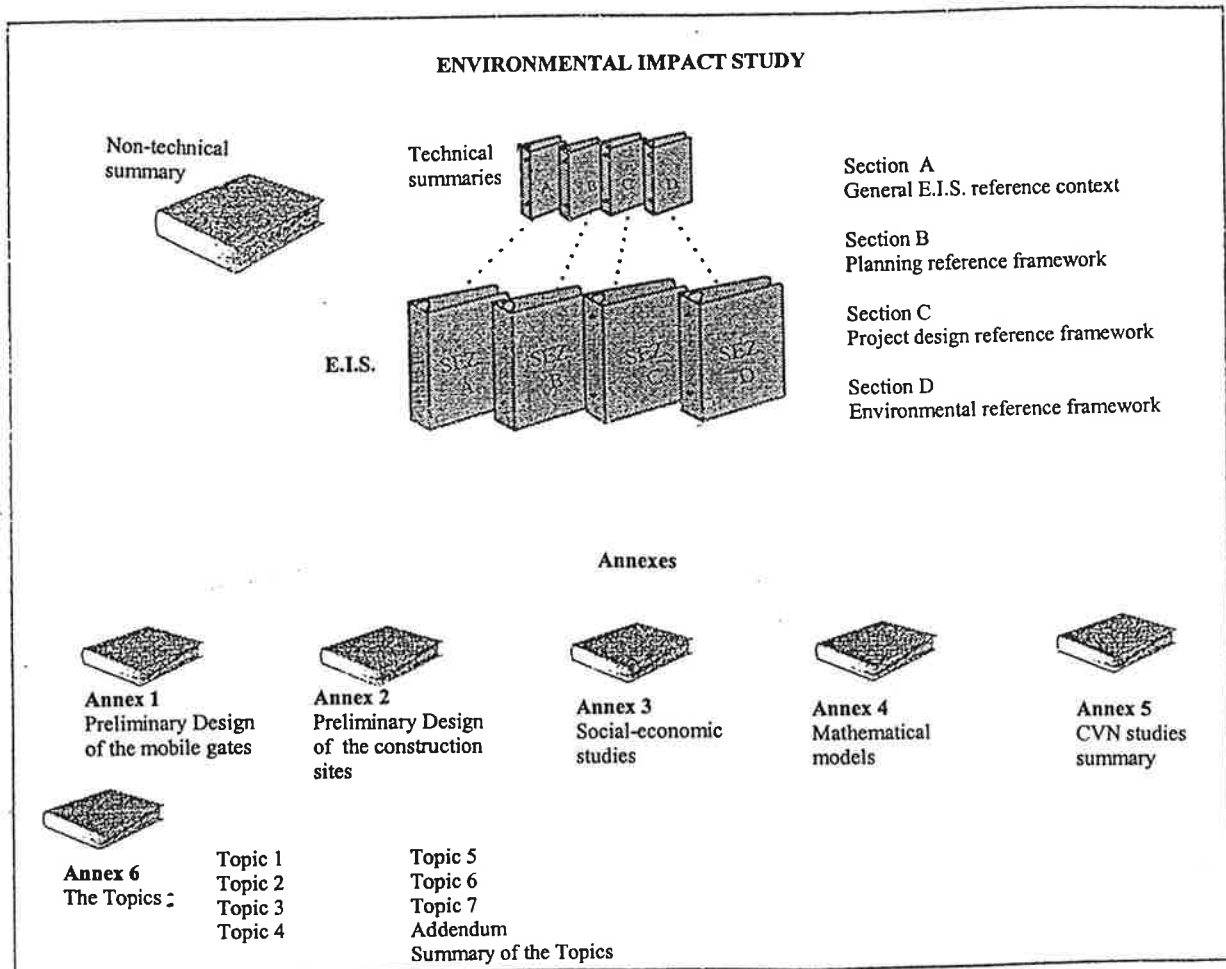 ENVIRONMENTAL IMPACT STUDY
Non-technical
summary
Technical
summaries
A
B
C
D
Section A
General E.I.S. reference context
Section B
Planning reference framework
Section C
Project design reference framework
Section D
Environmental reference framework
E.I.S.
SEZ
A
SEZ
B
SEZ
C
SEZ
D
Annexes
Annex 1
Preliminary Design
of the mobile gates
Annex 2
Preliminary Design
of the construction
sites
Annex 3
Social-economic
studies
Annex 4
Mathematical
models
Annex 5
CVN studies
summary
Annex 6
The Topics :
Topic 1
Topic 2
Topic 3
Topic 4
Topic 5
Topic 6
Topic 7
Addendum
Summary of the Topics